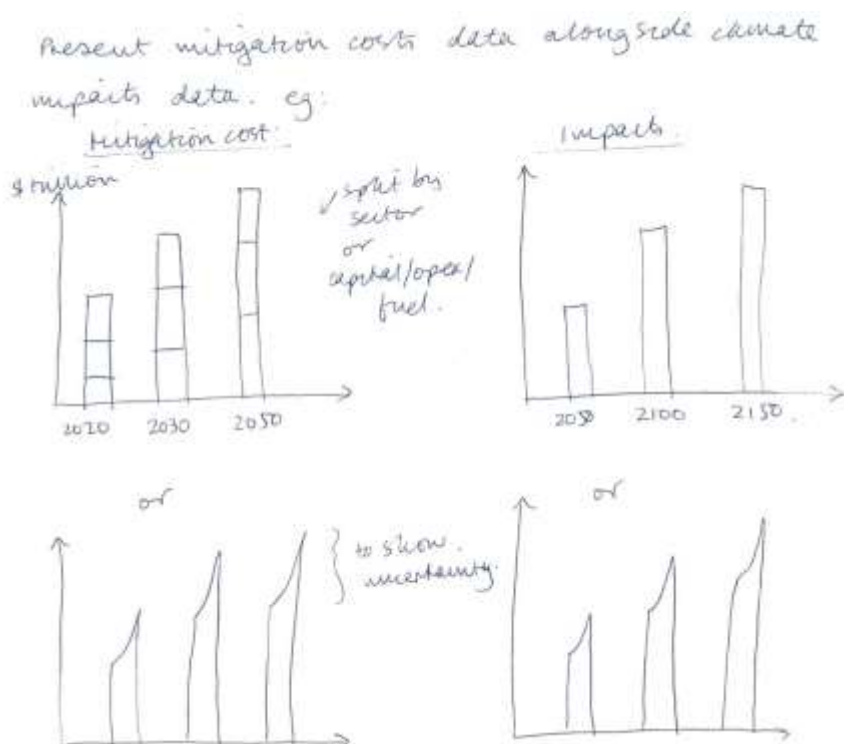 Present mitigation costs data alongside climate
impacts data. eg:
Mitigation cost.
$ trillion
split by
sector
or
capital/opex/
fuel.
2020 2030 2050
Impacts
2050 2100 2150.
or
to show
uncertainty.
or